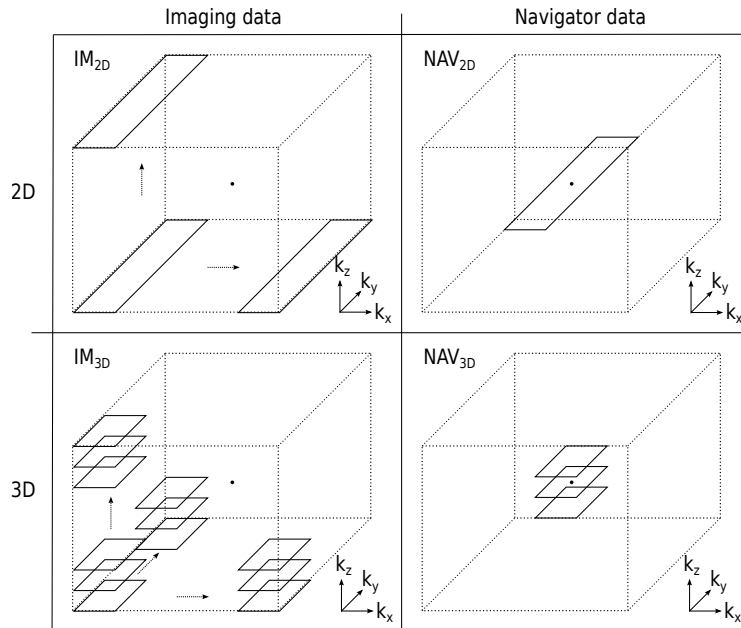 Imaging data
Navigator data
2D
IM2D
kz
ky
kx
NAV2D
kz
ky
kx
3D
IM3D
kz
ky
kx
NAV3D
kz
ky
kx